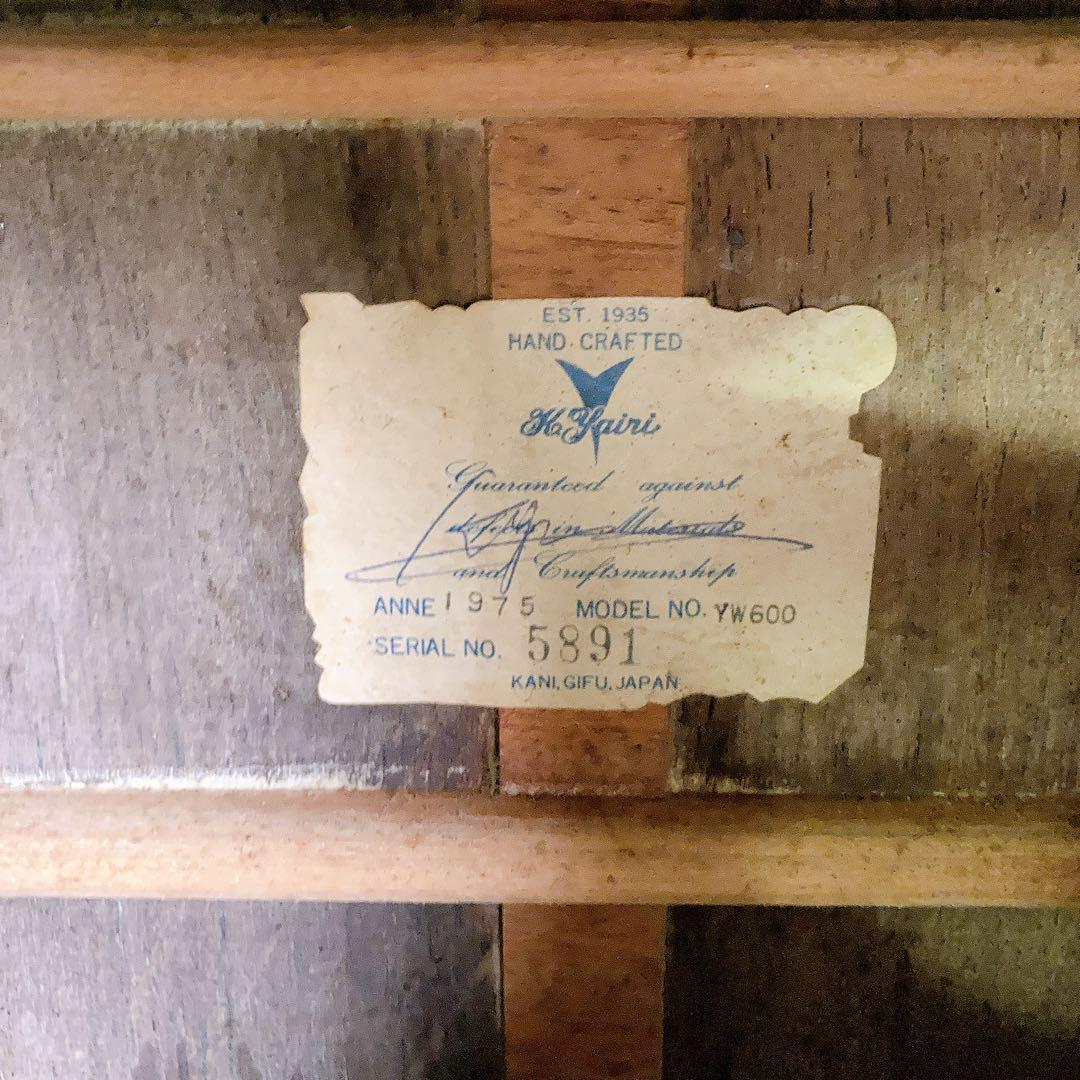 EST. 1935
HAND CRAFTED
K.Yairi
Guaranteed against
in Materials
and Craftsmanship
ANNE 1975 MODEL NO. YW600
SERIAL NO. 5891
KANI, GIFU, JAPAN